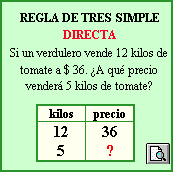 REGLA DE TRES SIMPLE
DIRECTA
Si un verdulero vende 12 kilos de
tomate a $ 36. ¿A qué precio
venderá 5 kilos de tomate?
kilos precio
12 36
5 ?